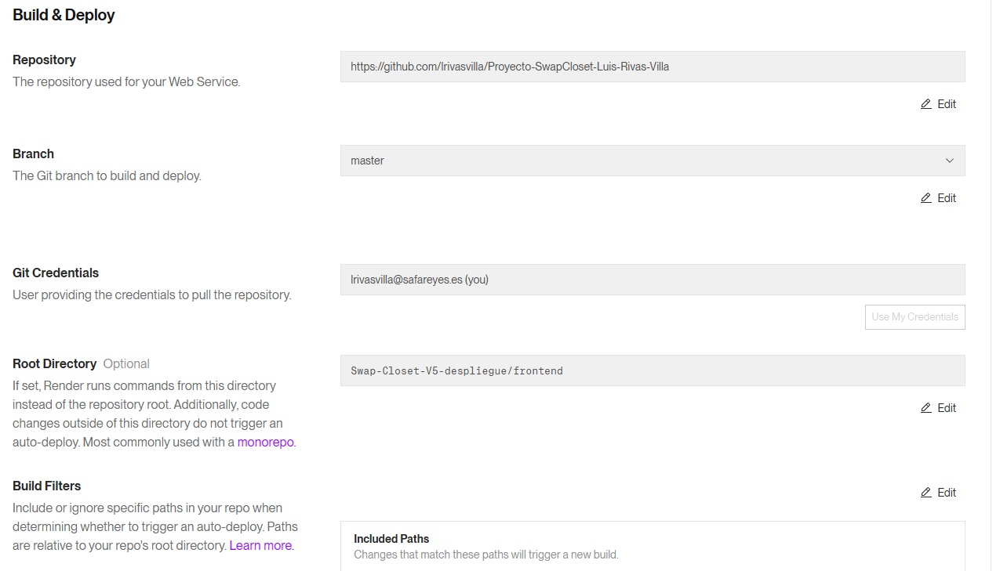 Build & Deploy
Repository
The repository used for your Web Service.
https://github.com/lrivasvilla/Proyecto-SwapCloset-Luis-Rivas-Villa
Edit
Branch
The Git branch to build and deploy.
master
Edit
Git Credentials
User providing the credentials to pull the repository.
lrivasvilla@safareyes.es (you)
Use My Credentials
Root Directory Optional
If set, Render runs commands from this directory
instead of the repository root. Additionally, code
changes outside of this directory do not trigger an
auto-deploy. Most commonly used with a monorepo.
Swap-Closet-V5-despliegue/frontend
Edit
Build Filters
Include or ignore specific paths in your repo when
determining whether to trigger an auto-deploy. Paths
are relative to your repo's root directory. Learn more.
Edit
Included Paths
Changes that match these paths will trigger a new build.